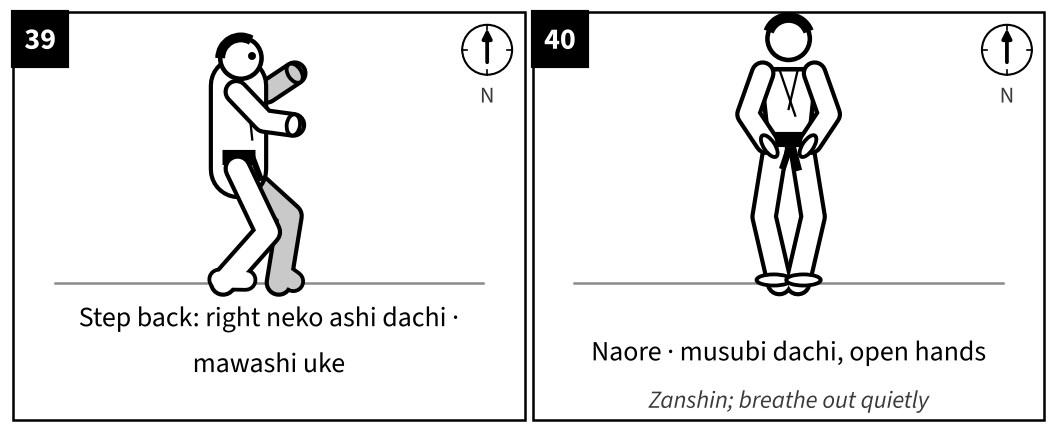 39
N
Step back: right neko ashi dachi ·
mawashi uke
40
N
Naore · musubi dachi, open hands
Zanshin; breathe out quietly